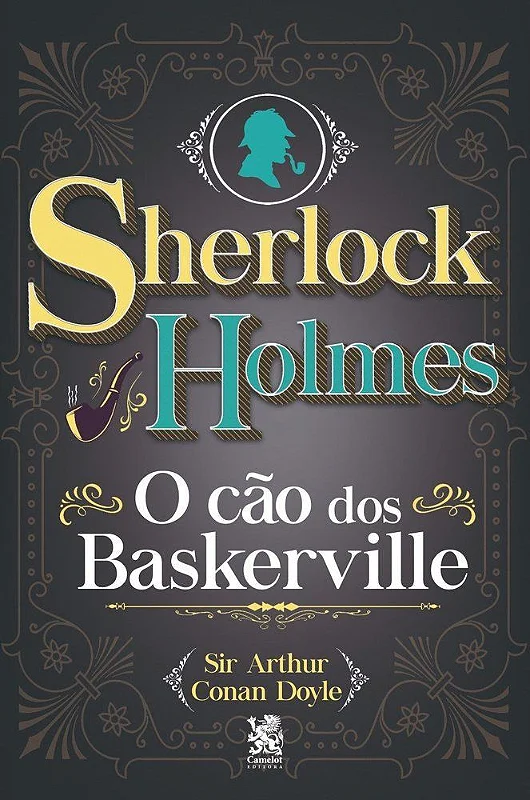 Sherlock
Holmes
O cão dos
Baskerville
Sir Arthur
Conan Doyle
Camelot
EDITORA